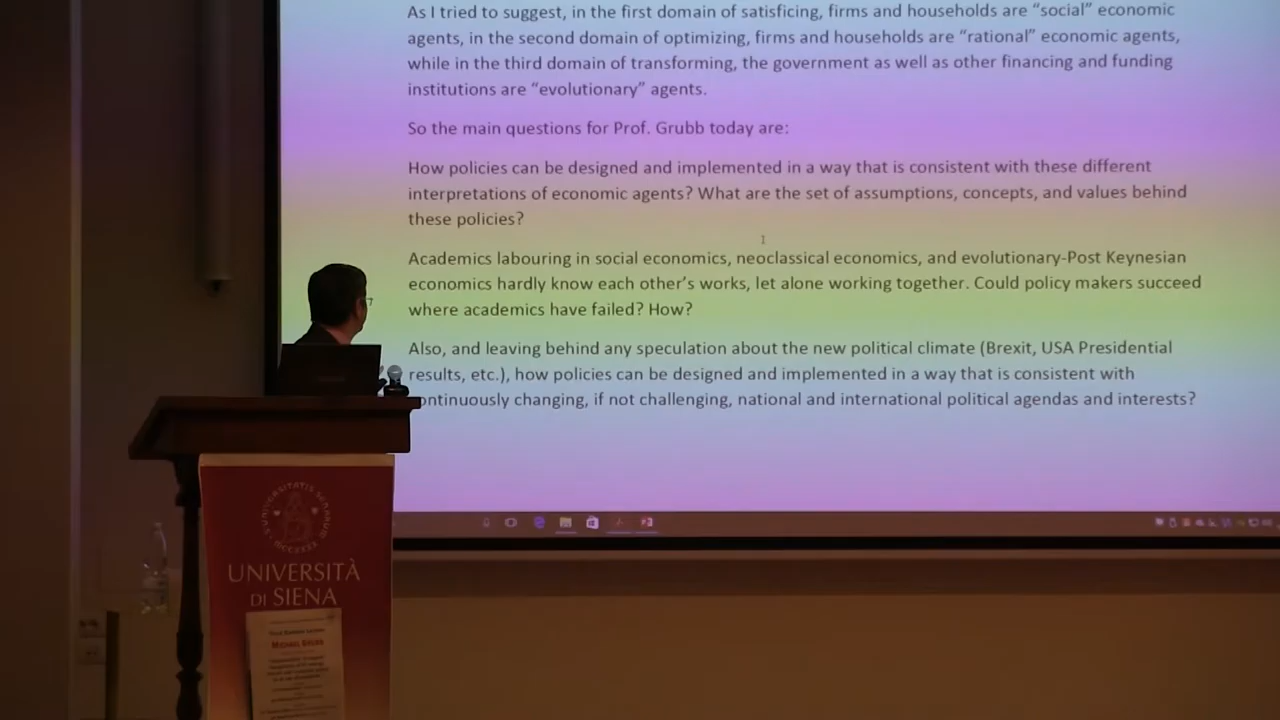 As I tried to suggest, in the first domain of satisficing, firms and households are “social” economic
agents, in the second domain of optimizing, firms and households are “rational” economic agents,
while in the third domain of transforming, the government as well as other financing and funding
institutions are “evolutionary” agents.
So the main questions for Prof. Grubb today are:
How policies can be designed and implemented in a way that is consistent with these different
interpretations of economic agents? What are the set of assumptions, concepts, and values behind
these policies?
Academics labouring in social economics, neoclassical economics, and evolutionary-Post Keynesian
economics hardly know each other’s works, let alone working together. Could policy makers succeed
where academics have failed? How?
Also, and leaving behind any speculation about the new political climate (Brexit, USA Presidential
results, etc.), how policies can be designed and implemented in a way that is consistent with
ontinuously changing, if not challenging, national and international political agendas and interests?
UNIVERSITÀ
DI SIENA
MICHAEL GRUBB